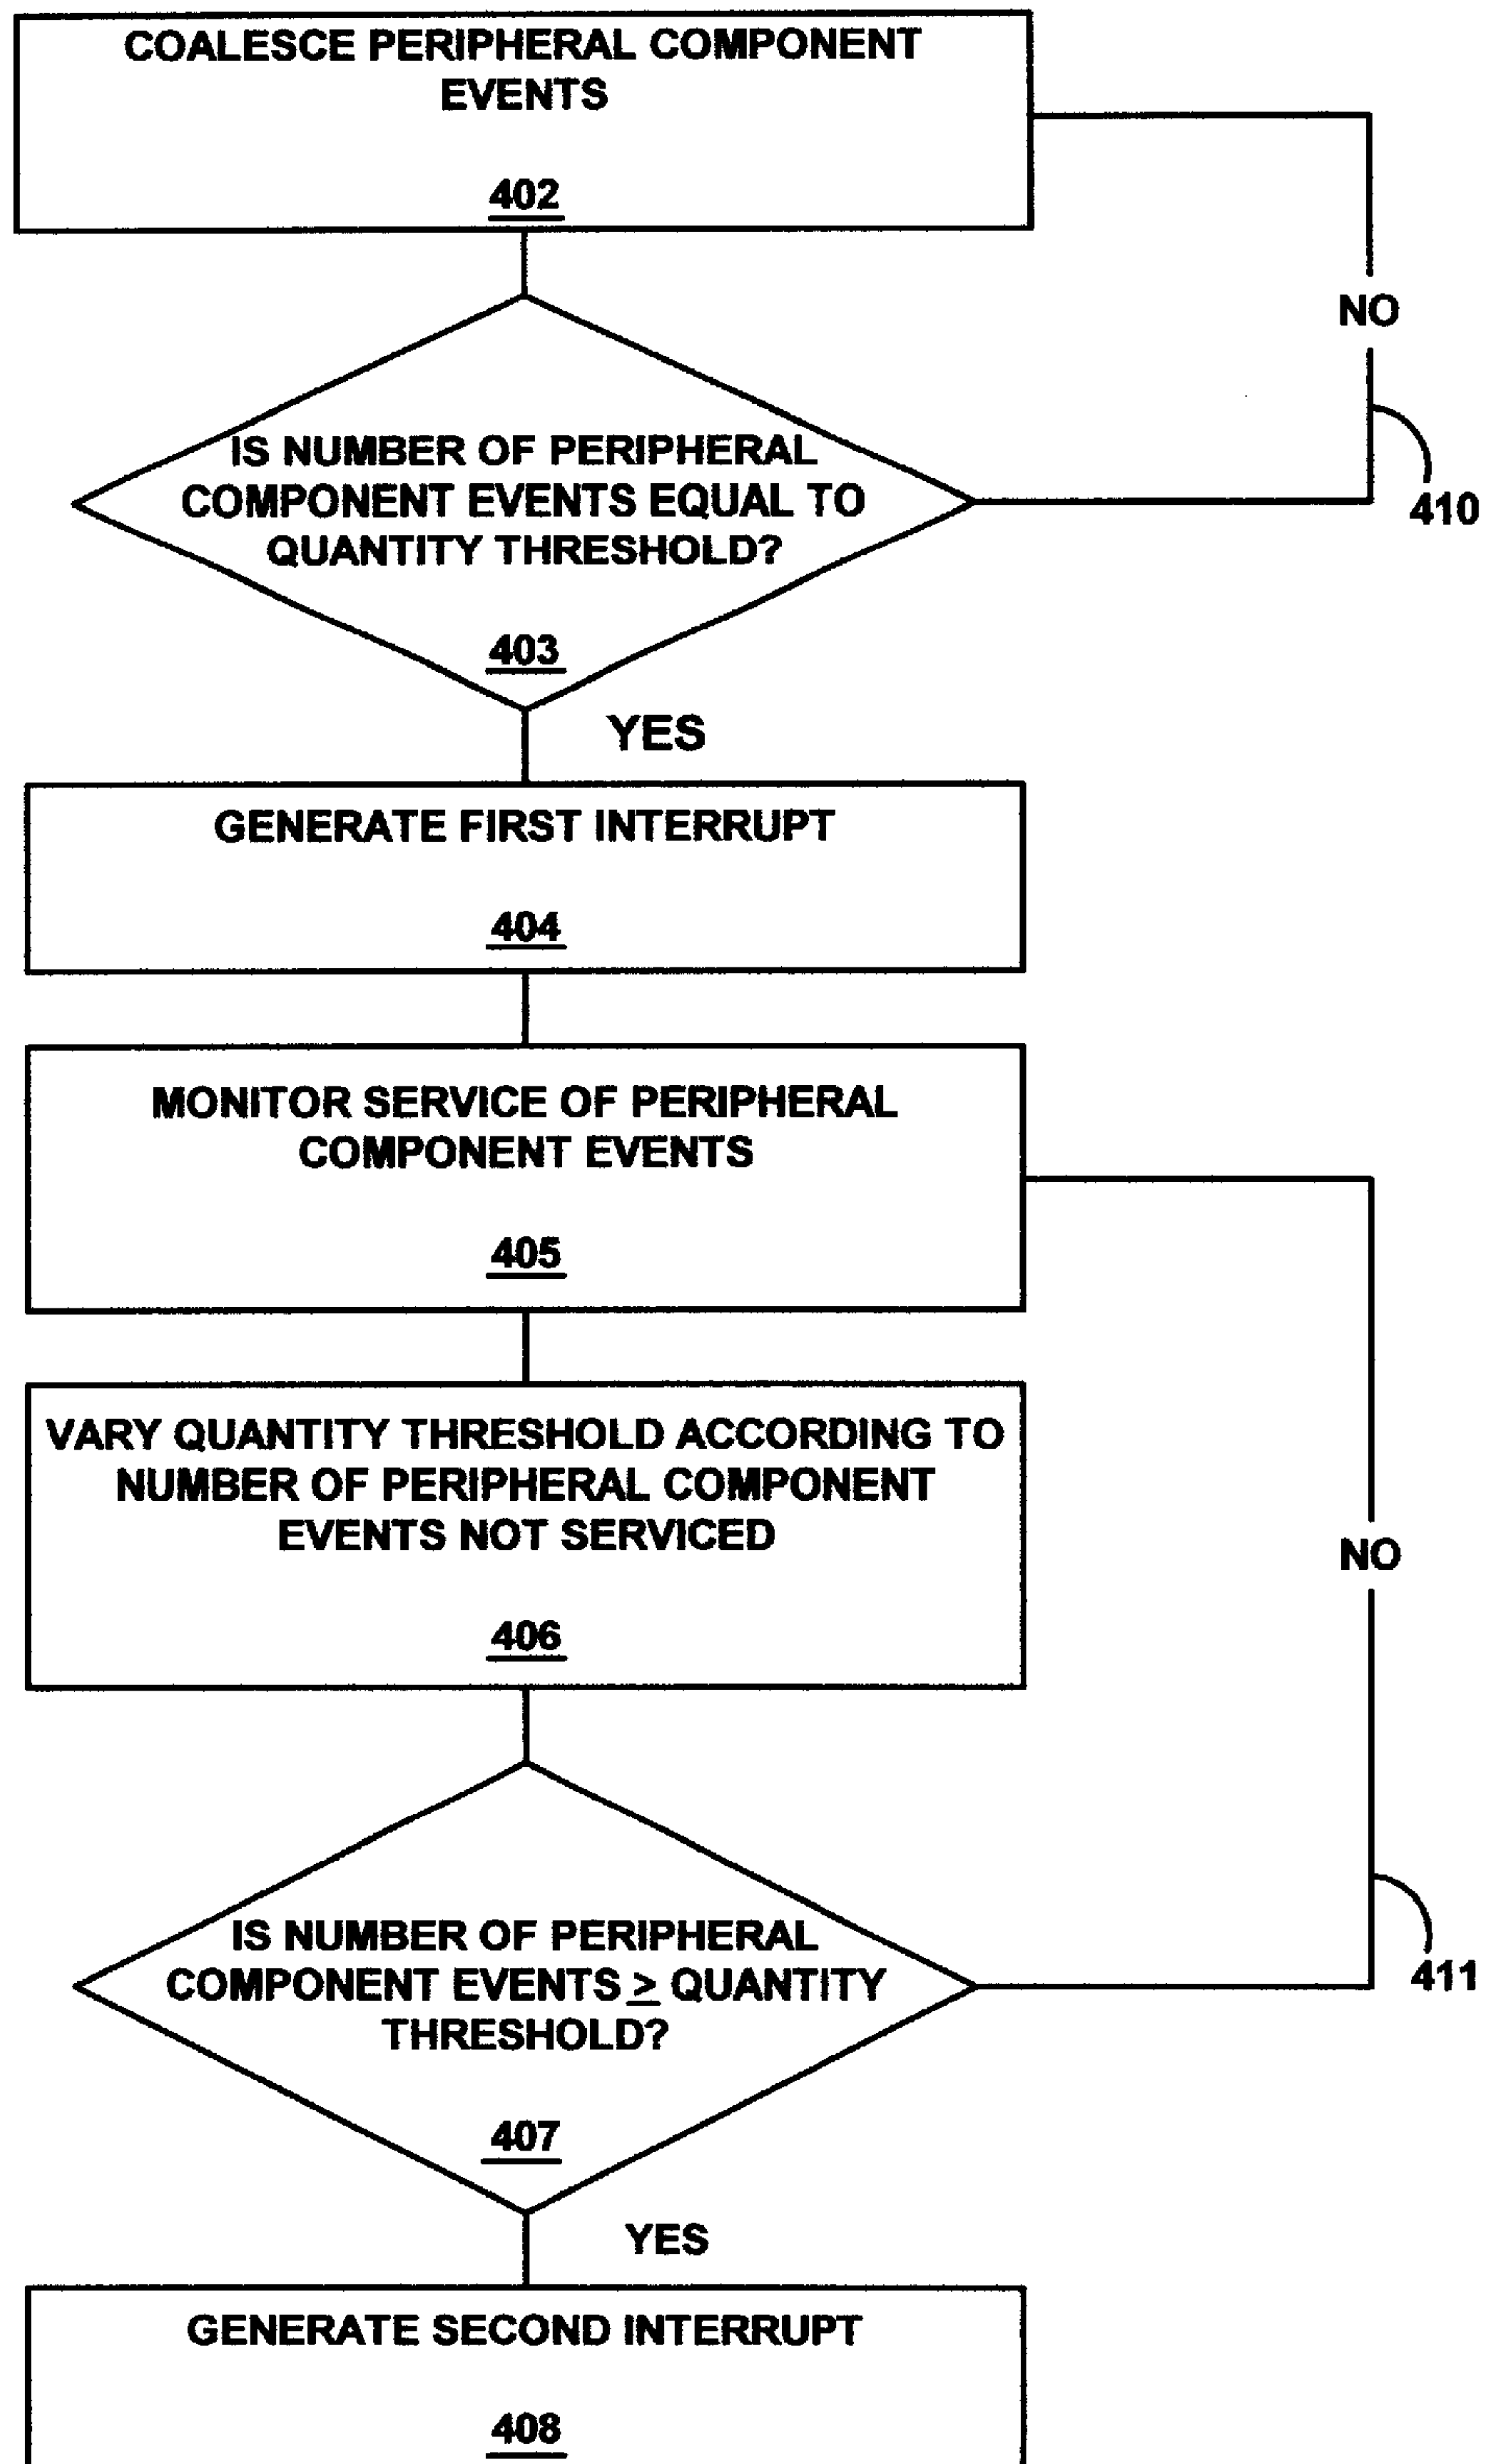 COALESCE PERIPHERAL COMPONENT
EVENTS
402
NO
IS NUMBER OF PERIPHERAL
COMPONENT EVENTS EQUAL TO
QUANTITY THRESHOLD?
410
403
YES
GENERATE FIRST INTERRUPT
404
MONITOR SERVICE OF PERIPHERAL
COMPONENT EVENTS
405
VARY QUANTITY THRESHOLD ACCORDING TO
NUMBER OF PERIPHERAL COMPONENT
EVENTS NOT SERVICED
NO
406
IS NUMBER OF PERIPHERAL
COMPONENT EVENTS ≥ QUANTITY
THRESHOLD?
411
407
YES
GENERATE SECOND INTERRUPT
408